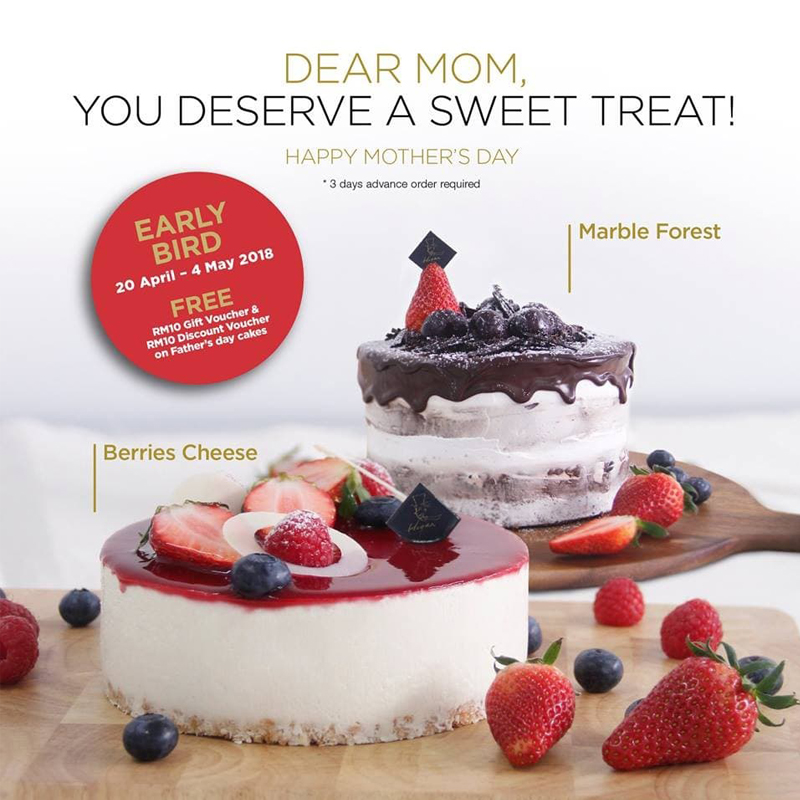 DEAR MOM,
YOU DESERVE A SWEET TREAT!
HAPPY MOTHER'S DAY
* 3 days advance order required
EARLY
BIRD
20 April – 4 May 2018
FREE
RM10 Gift Voucher &
RM10 Discount Voucher
on Father's day cakes
Marble Forest
Berries Cheese